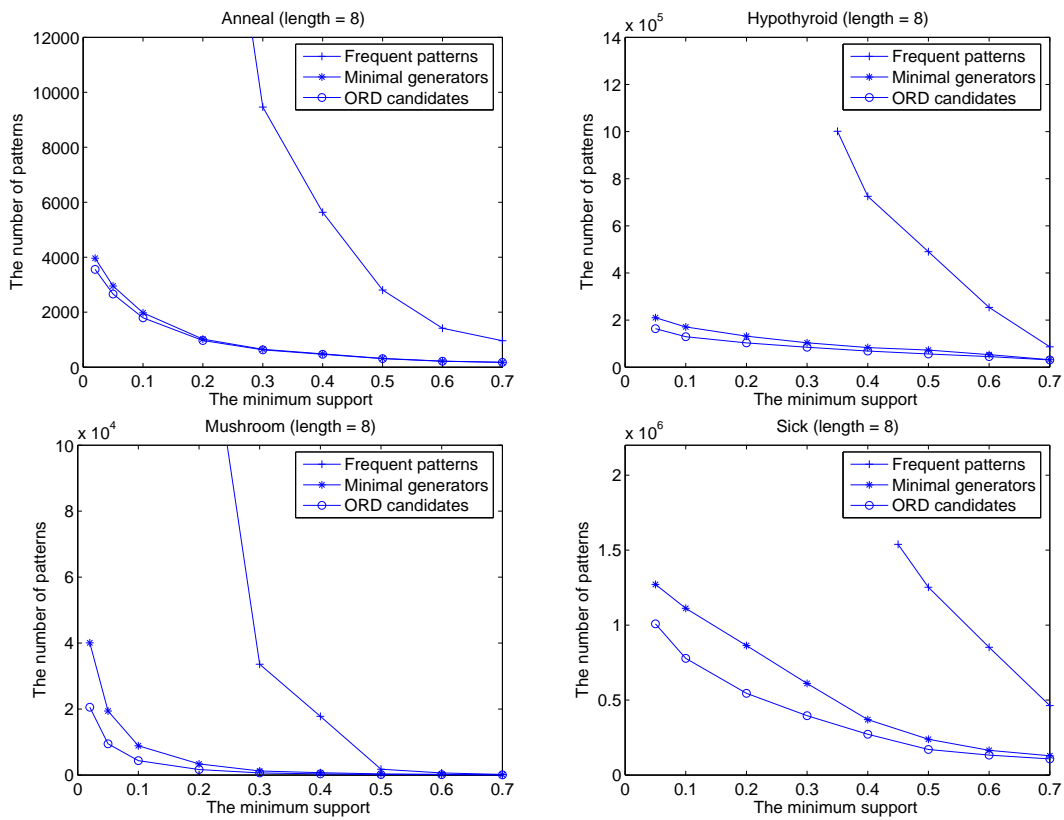 Anneal (length = 8)
12000
10000
8000
6000
4000
2000
0
The number of patterns
Frequent patterns
Minimal generators
ORD candidates
0 0.1 0.2 0.3 0.4 0.5 0.6 0.7
The minimum support
Hypothyroid (length = 8)
x 10^5
14
12
10
8
6
4
2
0
The number of patterns
Frequent patterns
Minimal generators
ORD candidates
0 0.1 0.2 0.3 0.4 0.5 0.6 0.7
The minimum support
Mushroom (length = 8)
x 10^4
10
8
6
4
2
0
The number of patterns
Frequent patterns
Minimal generators
ORD candidates
0 0.1 0.2 0.3 0.4 0.5 0.6 0.7
The minimum support
Sick (length = 8)
x 10^6
2
1.5
1
0.5
0
The number of patterns
Frequent patterns
Minimal generators
ORD candidates
0 0.1 0.2 0.3 0.4 0.5 0.6 0.7
The minimum support